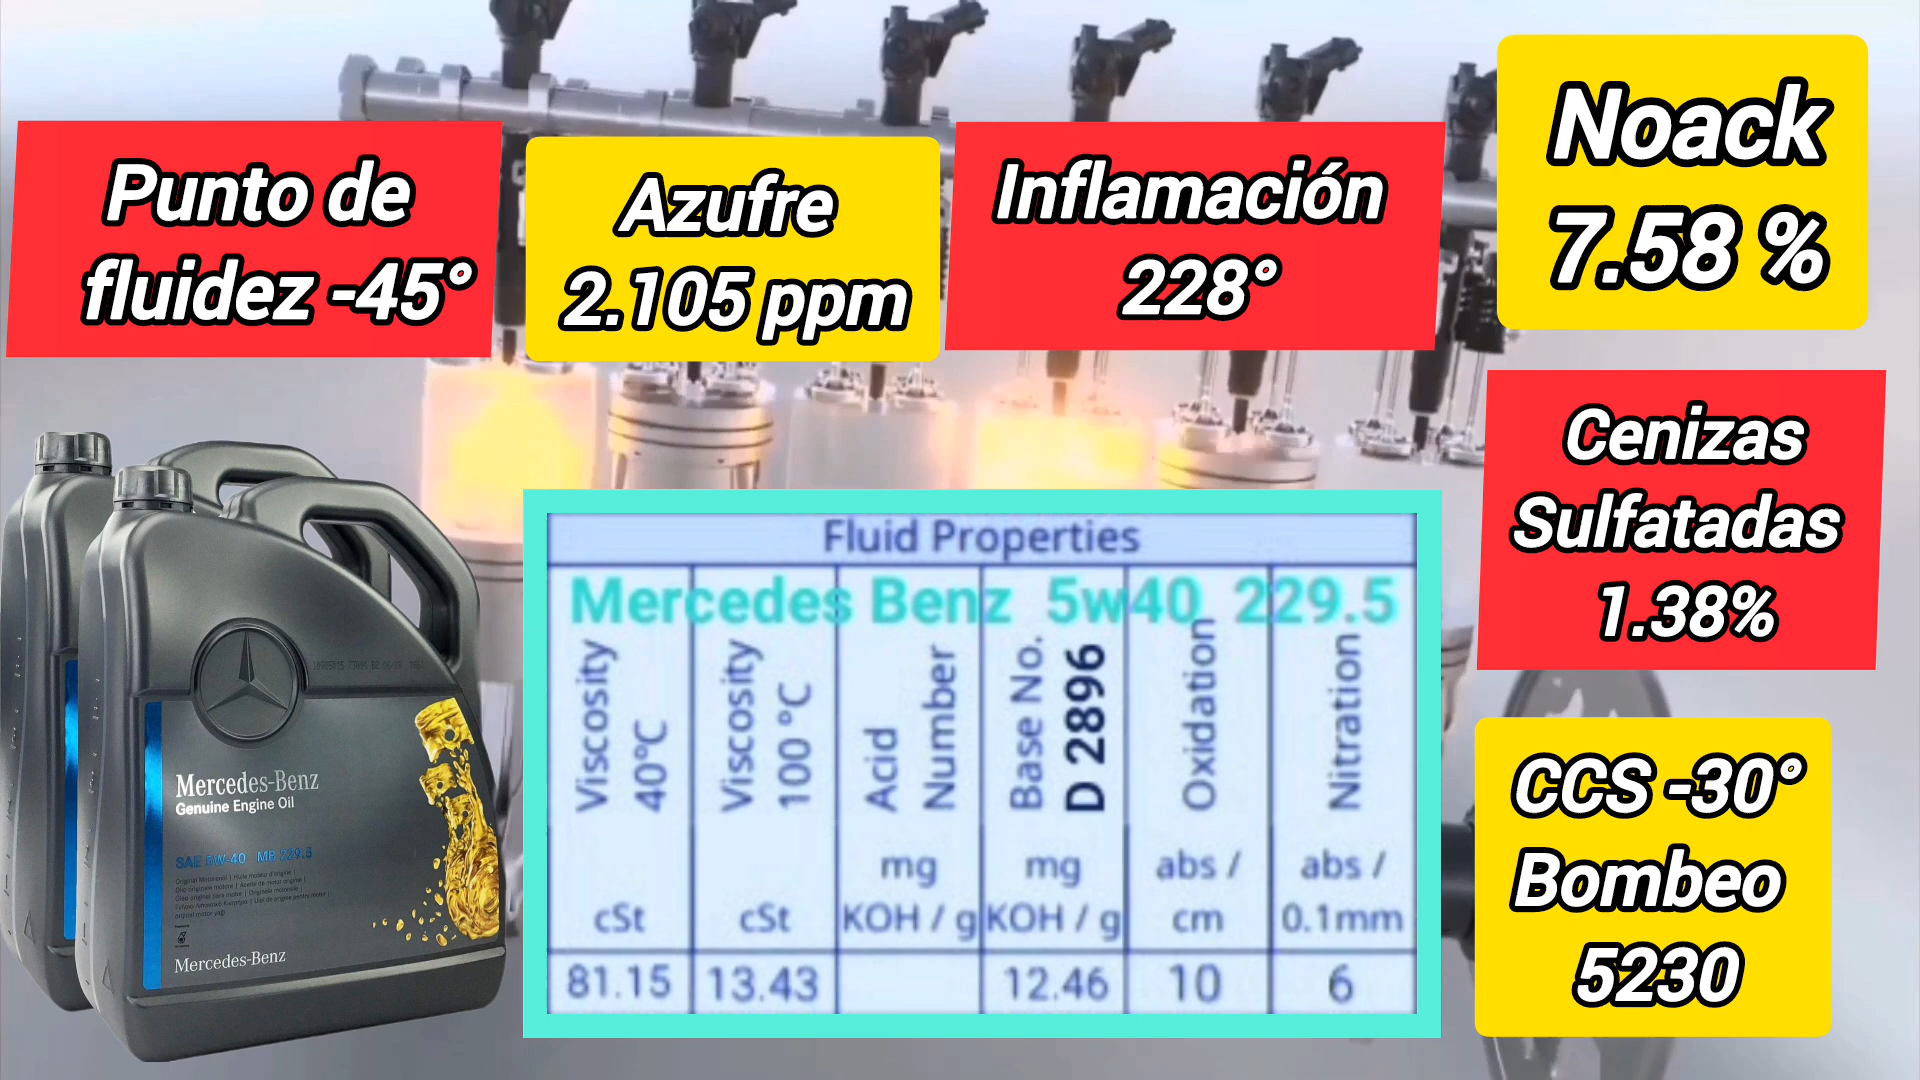 Punto de
fluidez -45°
Azufre
2.105 ppm
Inflamación
228°
Noack
7.58 %
Cenizas
Sulfatadas
1.38%
CCS -30°
Bombeo
5230
Fluid Properties
Mercedes Benz 5w40 229.5
Viscosity
40°C
cSt
81.15
Viscosity
100 °C
cSt
13.43
Acid
Number
mg
KOH / g
Base No.
D 2896
mg
KOH / g
12.46
Oxidation
abs /
cm
10
Nitration
abs /
0.1mm
6
Mercedes-Benz
Genuine Engine Oil
SAE 5W-40 MB 229.5
Mercedes-Benz